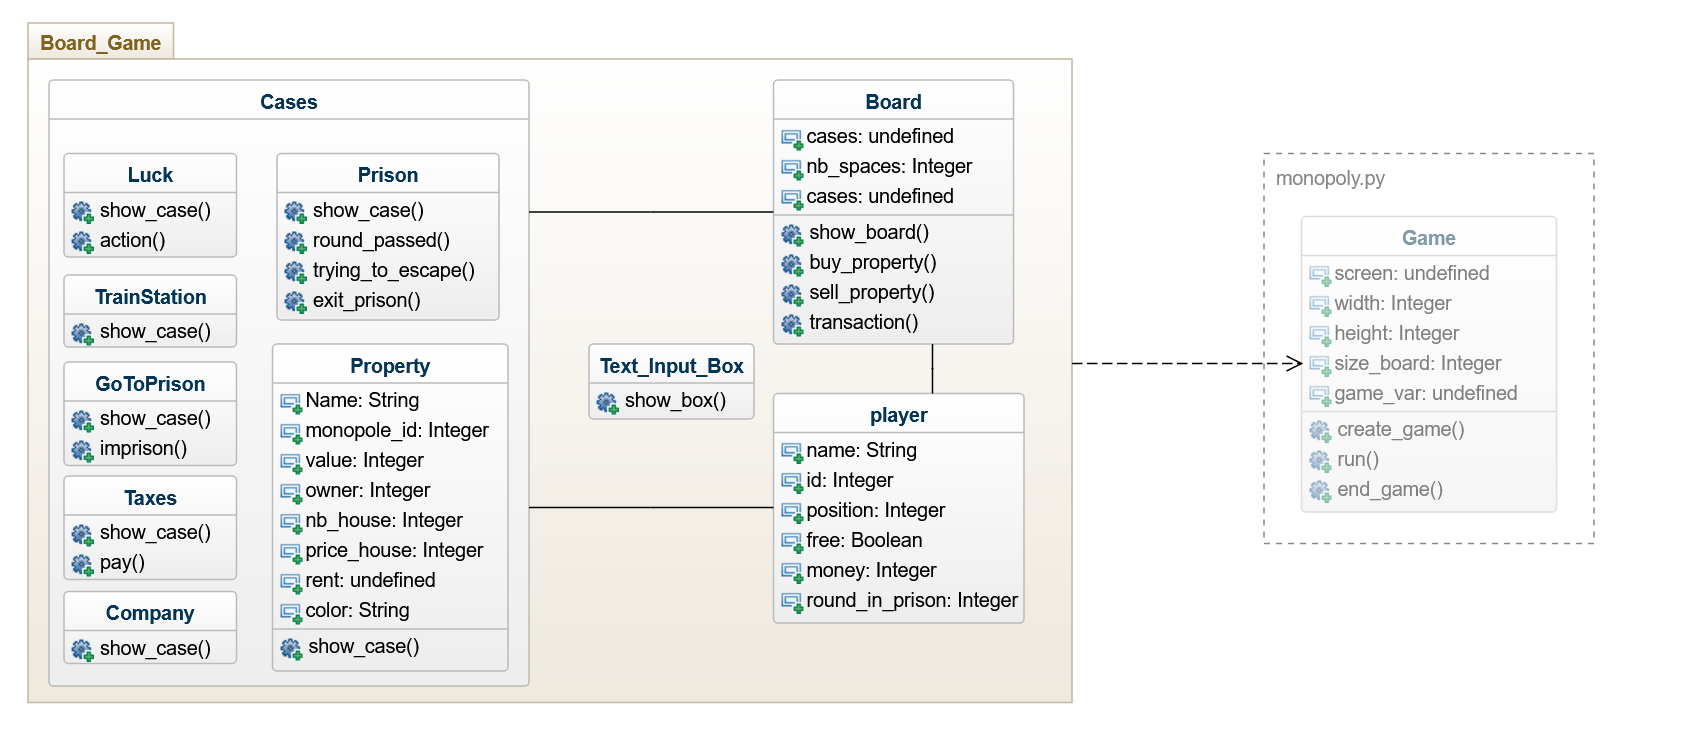 Board_Game
Cases
Luck
show_case()
action()
TrainStation
show_case()
GoToPrison
show_case()
imprison()
Taxes
show_case()
pay()
Company
show_case()
Prison
show_case()
round_passed()
trying_to_escape()
exit_prison()
Property
Name: String
monopole_id: Integer
value: Integer
owner: Integer
nb_house: Integer
price_house: Integer
rent: undefined
color: String
show_case()
Text_Input_Box
show_box()
Board
cases: undefined
nb_spaces: Integer
cases: undefined
show_board()
buy_property()
sell_property()
transaction()
player
name: String
id: Integer
position: Integer
free: Boolean
money: Integer
round_in_prison: Integer
monopoly.py
Game
screen: undefined
width: Integer
height: Integer
size_board: Integer
game_var: undefined
create_game()
run()
end_game()